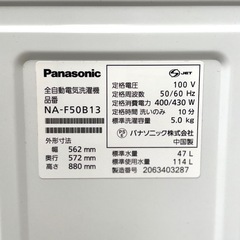 Panasonic
全自動電気洗濯機
品番
NA-F50B13
外形寸法
幅 562 mm
奥行 572 mm
高さ 880 mm
JET
定格電圧 100 V
定格周波数 50/60 Hz
定格消費電力 400/430 W
定格時間 洗いのみ 10 分
標準洗濯容量 5.0 kg
パナソニック株式会社
中国製
標準水量 47 L
標準使用水量 114 L
製造番号 2063403287